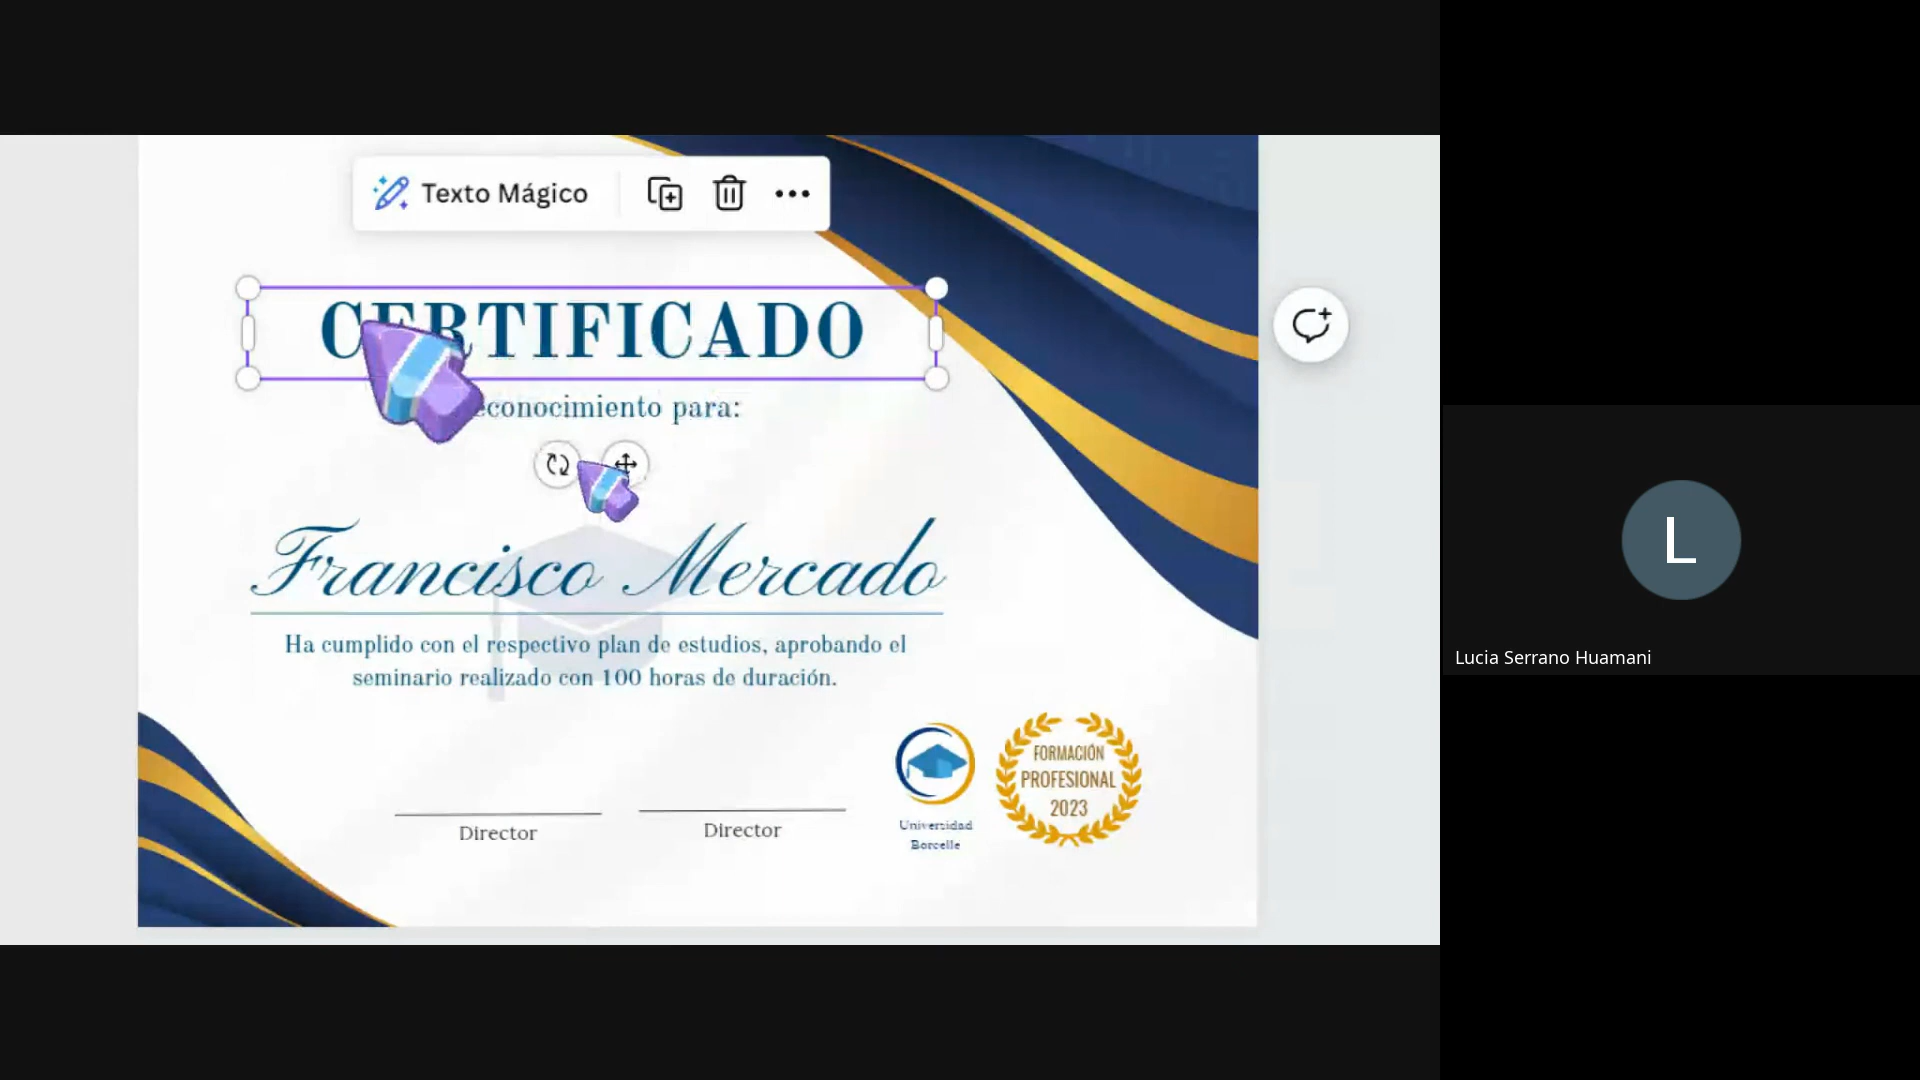 Texto Mágico
CERTIFICADO
econocimiento para:
Francisco Mercado
Ha cumplido con el respectivo plan de estudios, aprobando el
seminario realizado con 100 horas de duración.
Director
Director
Universidad
Borcelle
FORMACIÓN
PROFESIONAL
2023
L
Lucia Serrano Huamani